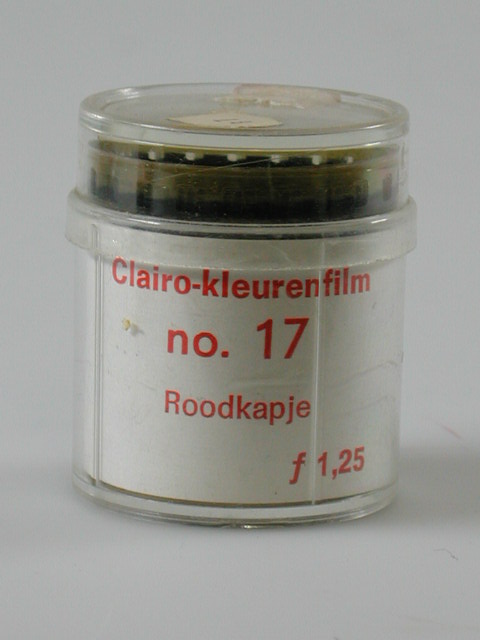 Clairo-kleurenfilm
no. 17
Roodkapje
ƒ 1,25